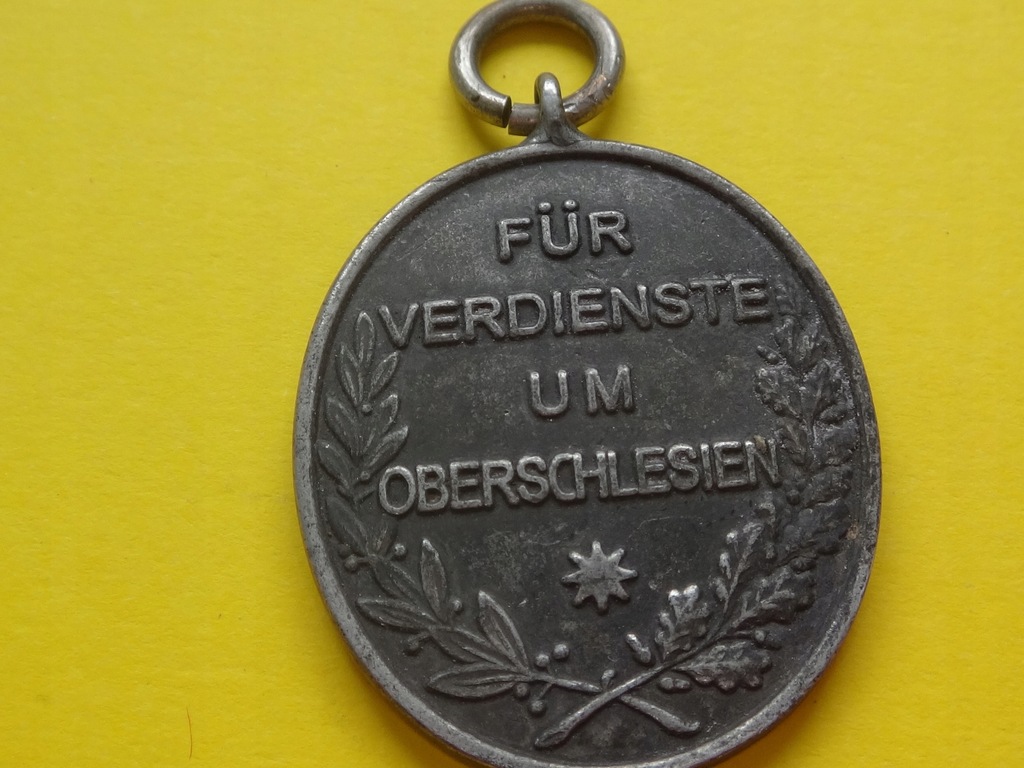 FÜR
VERDIENSTE
UM
OBERSCHLESIEN